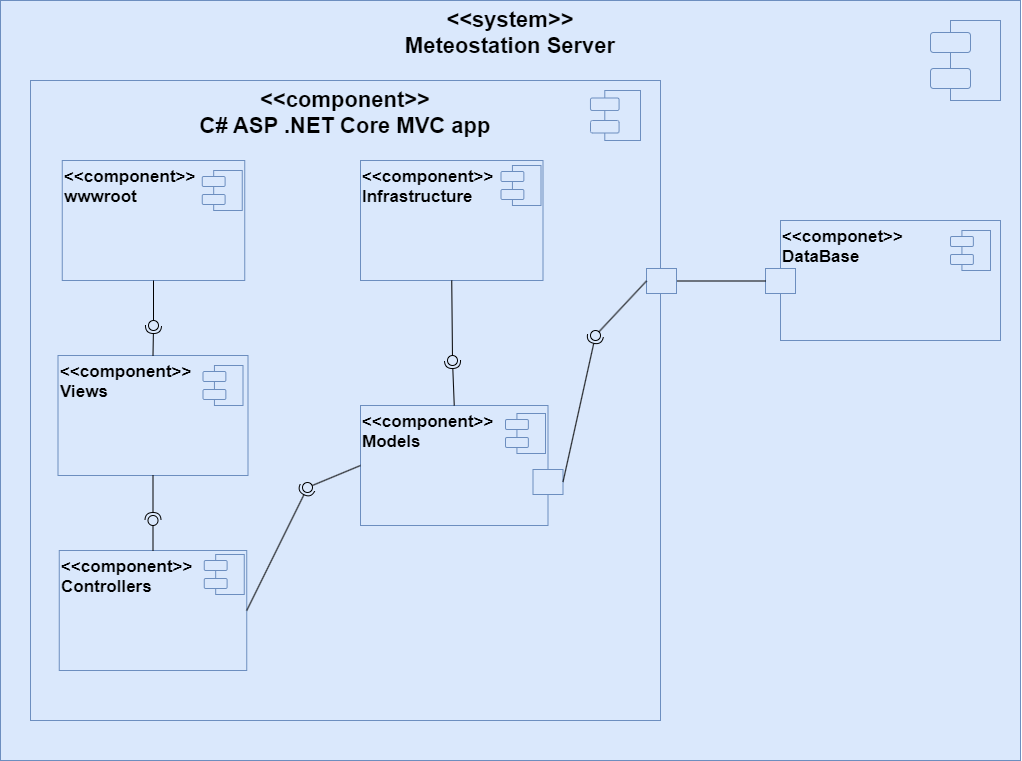 <<system>>
Meteostation Server
<<component>>
C# ASP .NET Core MVC app
<<component>>
wwwroot
<<component>>
Infrastructure
<<componet>>
DataBase
<<component>>
Views
<<component>>
Models
<<component>>
Controllers